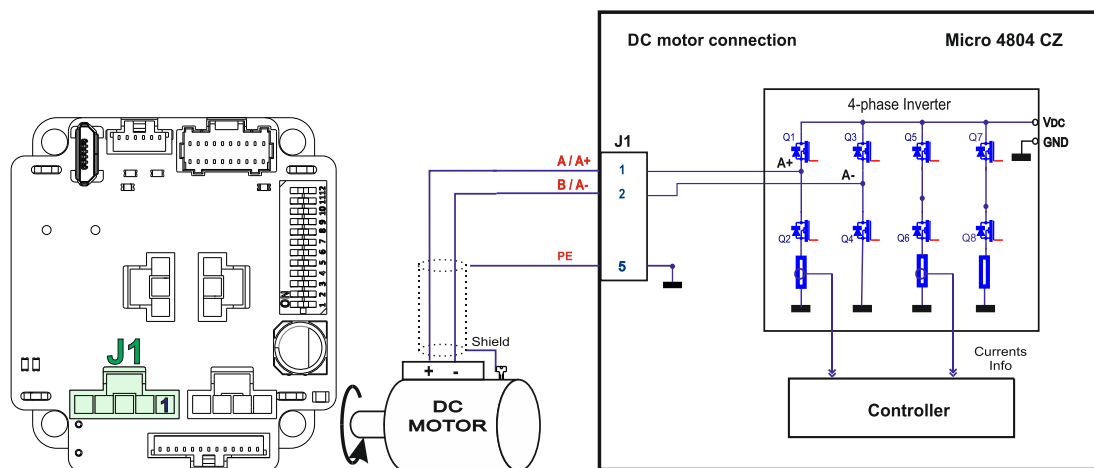 DC motor connection
Micro 4804 CZ
4-phase Inverter
VDC
GND
Q1
Q3
Q5
Q7
A+
A-
Q2
Q4
Q6
Q8
J1
A / A+
1
B / A-
2
PE
5
Shield
Currents
Info
Controller
+
-
DC
MOTOR
1 2 3 4 5 6 7 8 9 10 11 12
ON
J1
1